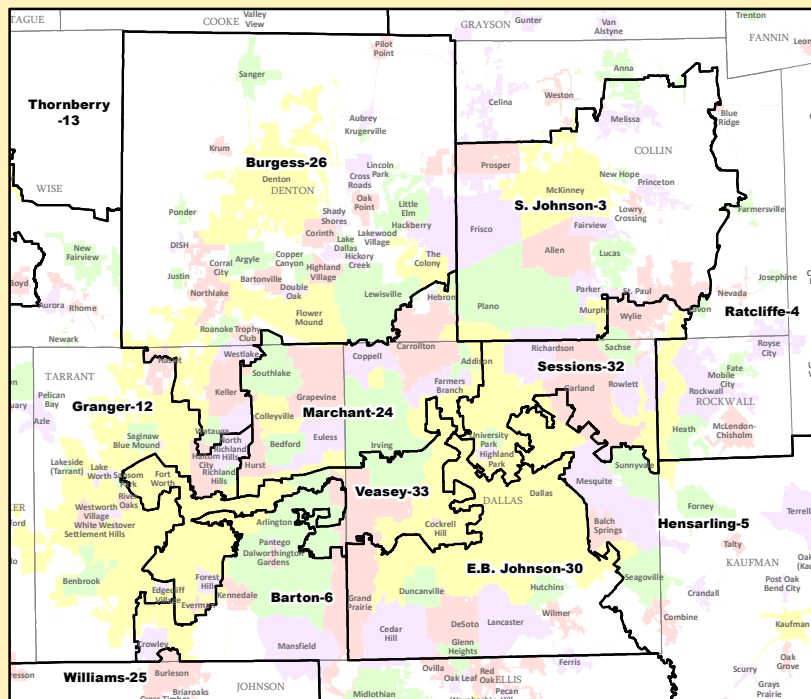 TAGUE
COOKE
Valley
View
GRAYSON
Gunter
Van
Alstyne
Trenton
FANNIN
Leon
Pilot
Point
Sanger
Anna
Celina
Weston
Thornberry
-13
Aubrey
Krugerville
Melissa
Blue
Ridge
Krum
COLLIN
Burgess-26
Lincoln
Park
Prosper
New Hope
Princeton
WISE
Denton
DENTON
Cross
Roads
McKinney
Oak
Point
Little
Elm
S. Johnson-3
Lowry
Crossing
Farmersville
Ponder
Shady
Shores
Hackberry
Fairview
Frisco
DISH
Corinth
Lake
Dallas
Lakewood
Village
New
Fairview
Argyle
Copper
Canyon
Hickory
Creek
The
Colony
Allen
Lucas
Corral
City
Highland
Village
Justin
Bartonville
Double
Oak
Josephine
Boyd
Northlake
Lewisville
Hebron
Parker
St. Paul
Nevada
Aurora
Rhome
Plano
Murphy
Wylie
Lavon
Ratcliffe-4
Flower
Mound
Roanoke
Trophy
Club
Newark
Carrollton
Richardson
Sachse
Royse
City
Westlake
Coppell
Addison
Haslet
Sessions-32
TARRANT
Southlake
Farmers
Branch
Garland
Rowlett
Fate
Mobile
City
Pelican
Bay
Keller
Grapevine
Rockwall
ROCKWALL
Granger-12
Marchant-24
Azle
Colleyville
Heath
McLendon-
Chisholm
Watauga
North
Richland
Hills
Saginaw
Blue Mound
Bedford
Euless
Irving
University
Park
Highland
Park
Haltom
City
Lakeside
(Tarrant)
Lake
Worth
Sansom
Park
Fort
Worth
Richland
Hills
Hurst
Sunnyvale
Mesquite
River
Oaks
Veasey-33
Dallas
DALLAS
Westworth
Village
White
Settlement
Westover
Hills
Arlington
Forney
Terrell
Cockrell
Hill
Balch
Springs
Hensarling-5
Pantego
Dalworthington
Gardens
Talty
KAUFMAN
E.B. Johnson-30
Benbrook
Forest
Hill
Seagoville
Post Oak
Bend City
Edgecliff
Village
Everman
Kennedale
Barton-6
Grand
Prairie
Duncanville
Hutchins
Crandall
Wilmer
Combine
Kaufman
Cedar
Hill
DeSoto
Lancaster
Crowley
Mansfield
Glenn
Heights
Oak
Grove
Williams-25
Burleson
Ovilla
Red
Oak
Ferris
Scurry
Briaroaks
JOHNSON
Oak Leaf
ELLIS
Pecan
Grays
Prairie
Midlothian